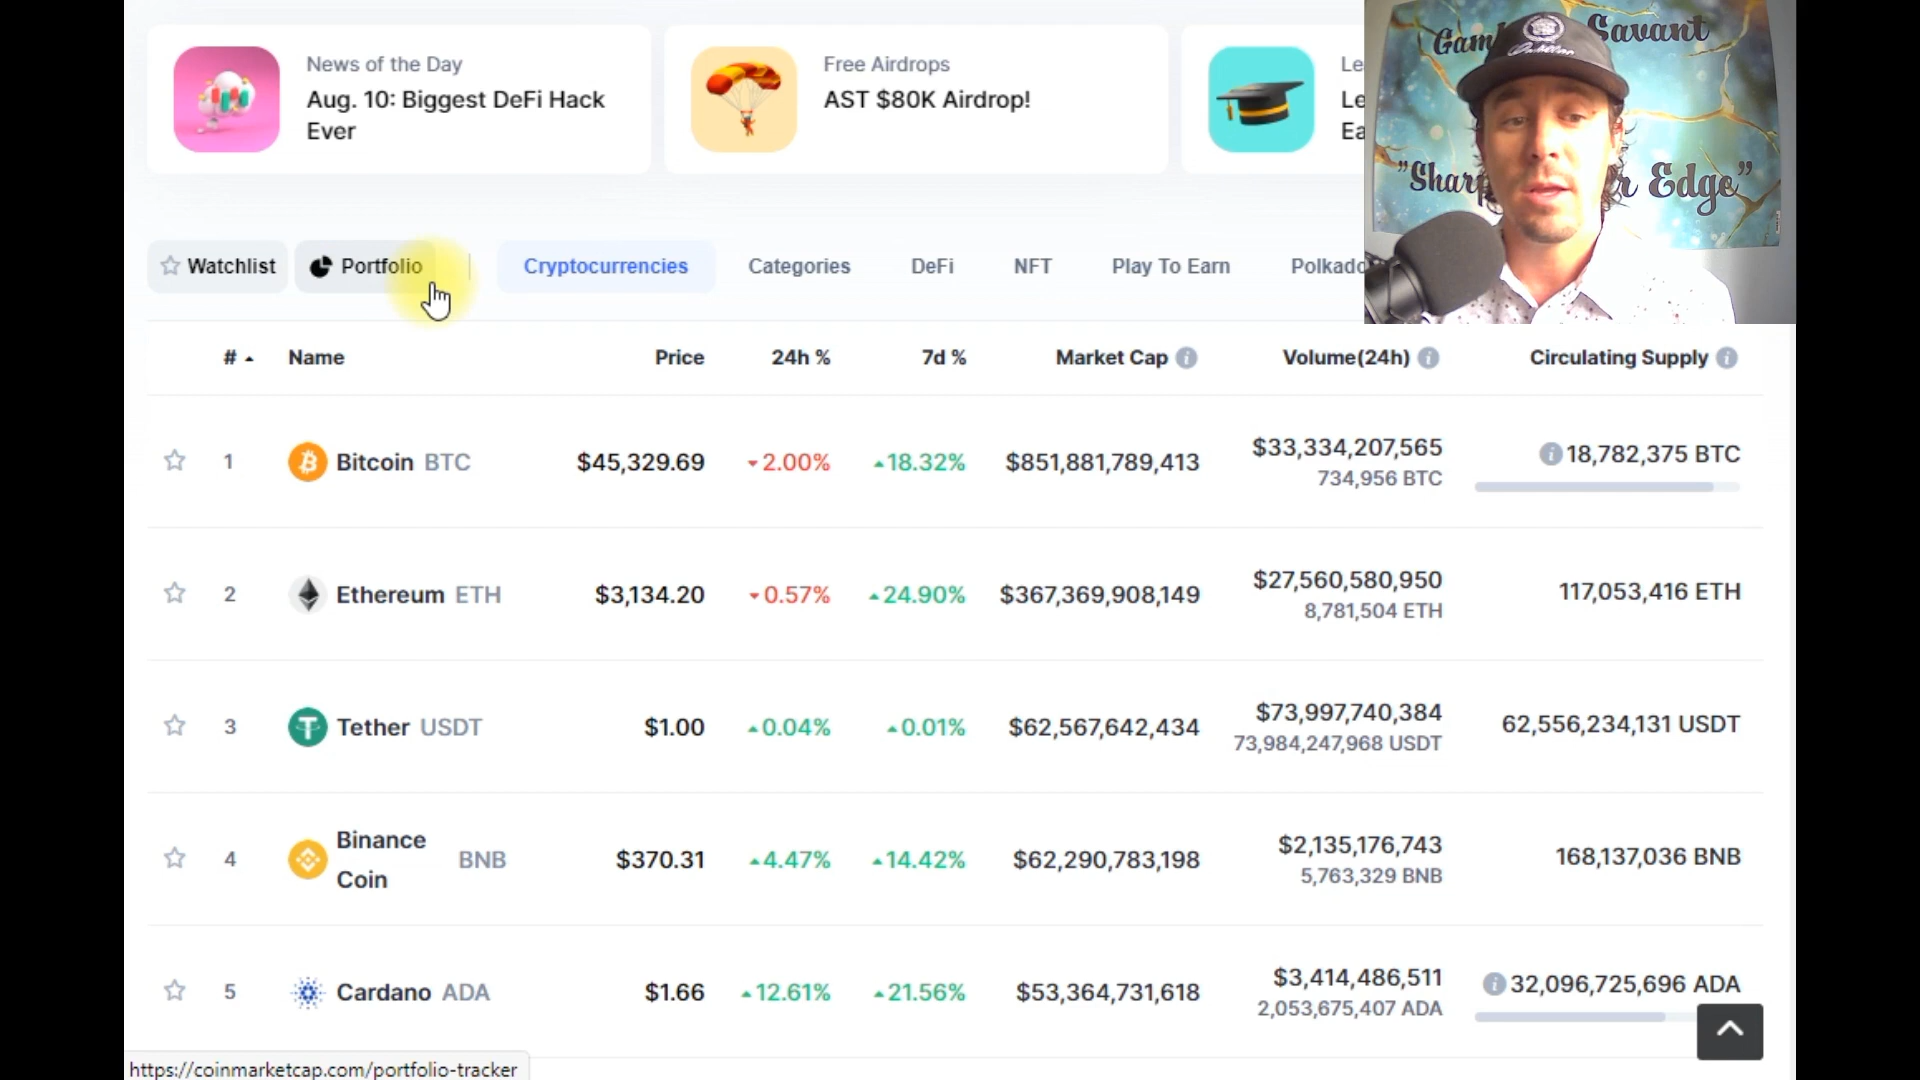 News of the Day
Aug. 10: Biggest DeFi Hack
Ever
Free Airdrops
AST $80K Airdrop!
Le
Le
Ea
Savant
Edge”
Watchlist
Portfolio
Cryptocurrencies
Categories
DeFi
NFT
Play To Earn
#
Name
Price
24h %
7d %
Market Cap
Volume(24h)
Circulating Supply
1
Bitcoin BTC
$45,329.69
2.00%
18.32%
$851,881,789,413
$33,334,207,565
734,956 BTC
18,782,375 BTC
2
Ethereum ETH
$3,134.20
0.57%
24.90%
$367,369,908,149
$27,560,580,950
8,781,504 ETH
117,053,416 ETH
3
Tether USDT
$1.00
0.04%
0.01%
$62,567,642,434
$73,997,740,384
73,984,247,968 USDT
62,556,234,131 USDT
4
Binance
Coin
BNB
$370.31
4.47%
14.42%
$62,290,783,198
$2,135,176,743
5,763,329 BNB
168,137,036 BNB
5
Cardano ADA
$1.66
12.61%
21.56%
$53,364,731,618
$3,414,486,511
2,053,675,407 ADA
32,096,725,696 ADA
https://coinmarketcap.com/portfolio-tracker